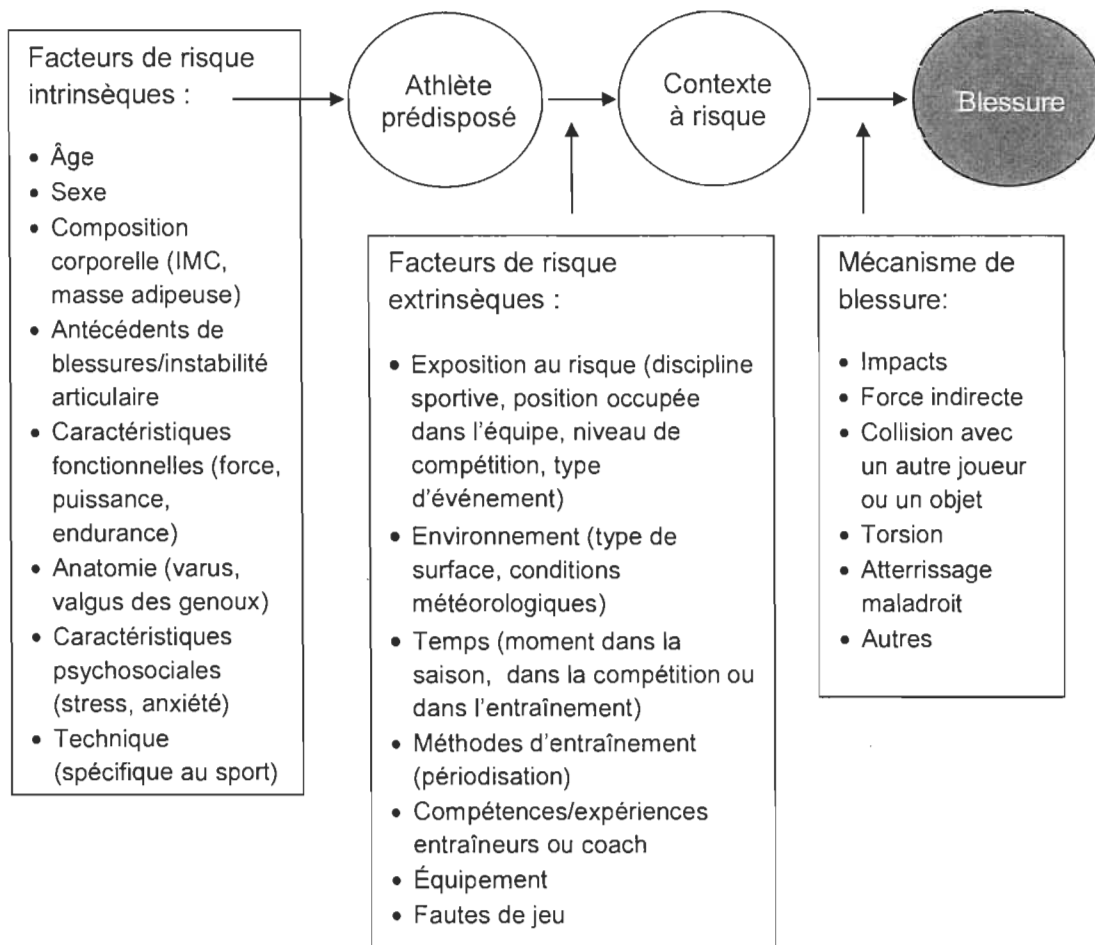 Facteurs de risque
intrinsèques :
• Âge
• Sexe
• Composition
corporelle (IMC,
masse adipeuse)
• Antécédents de
blessures/instabilité
articulaire
• Caractéristiques
fonctionnelles (force,
puissance,
endurance)
• Anatomie (varus,
valgus des genoux)
• Caractéristiques
psychosociales
(stress, anxiété)
• Technique
(spécifique au sport)
Athlète
prédisposé
Contexte
à risque
Blessure
Facteurs de risque
extrinsèques :
• Exposition au risque (discipline
sportive, position occupée
dans l'équipe, niveau de
compétition, type
d'événement)
• Environnement (type de
surface, conditions
météorologiques)
• Temps (moment dans la
saison, dans la compétition ou
dans l'entraînement)
• Méthodes d'entraînement
(périodisation)
• Compétences/expériences
entraîneurs ou coach
• Équipement
• Fautes de jeu
Mécanisme de
blessure:
• Impacts
• Force indirecte
• Collision avec
un autre joueur
ou un objet
• Torsion
• Atterrissage
maladroit
• Autres